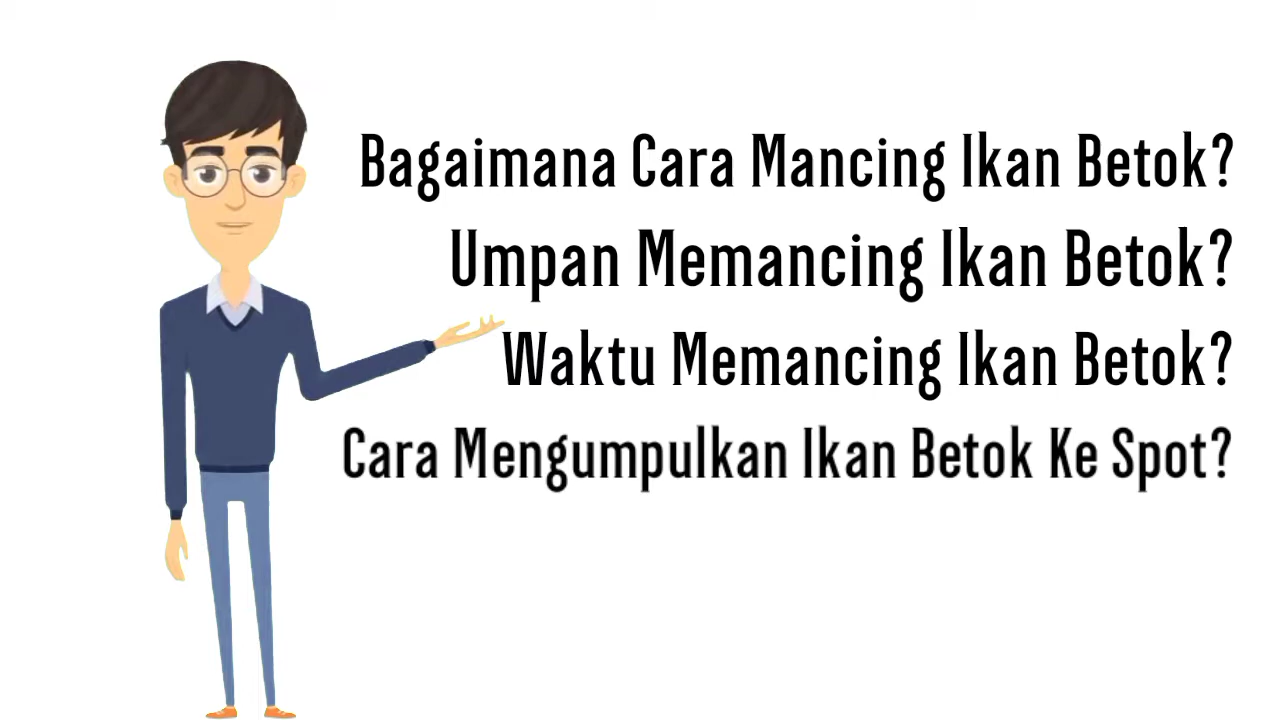 Bagaimana Cara Mancing Ikan Betok?
Umpan Memancing Ikan Betok?
Waktu Memancing Ikan Betok?
Cara Mengumpulkan Ikan Betok Ke Spot?